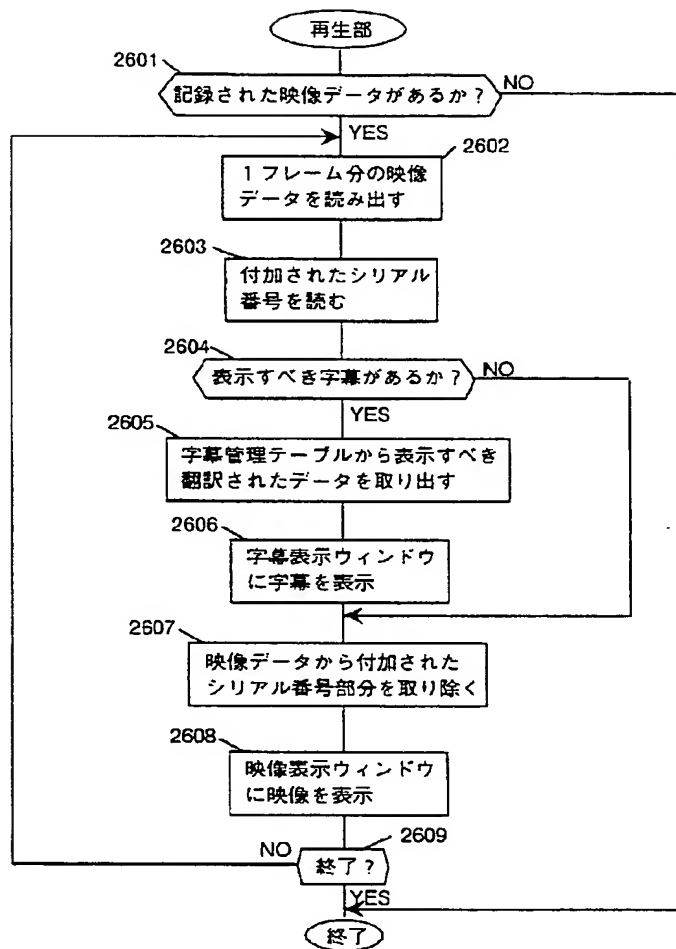 再生部
2601
記録された映像データがあるか?
NO
YES
2602
1フレーム分の映像
データを読み出す
2603
付加されたシリアル
番号を読む
2604
表示すべき字幕があるか?
NO
YES
2605
字幕管理テーブルから表示すべき
翻訳されたデータを取り出す
2606
字幕表示ウィンドウ
に字幕を表示
2607
映像データから付加された
シリアル番号部分を取り除く
2608
映像表示ウィンドウ
に映像を表示
2609
NO
終了?
YES
終了